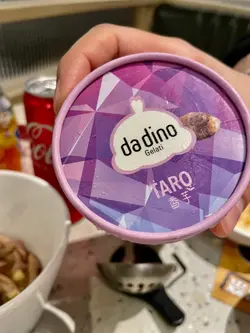 da dino
Gelati
TARO
香芋